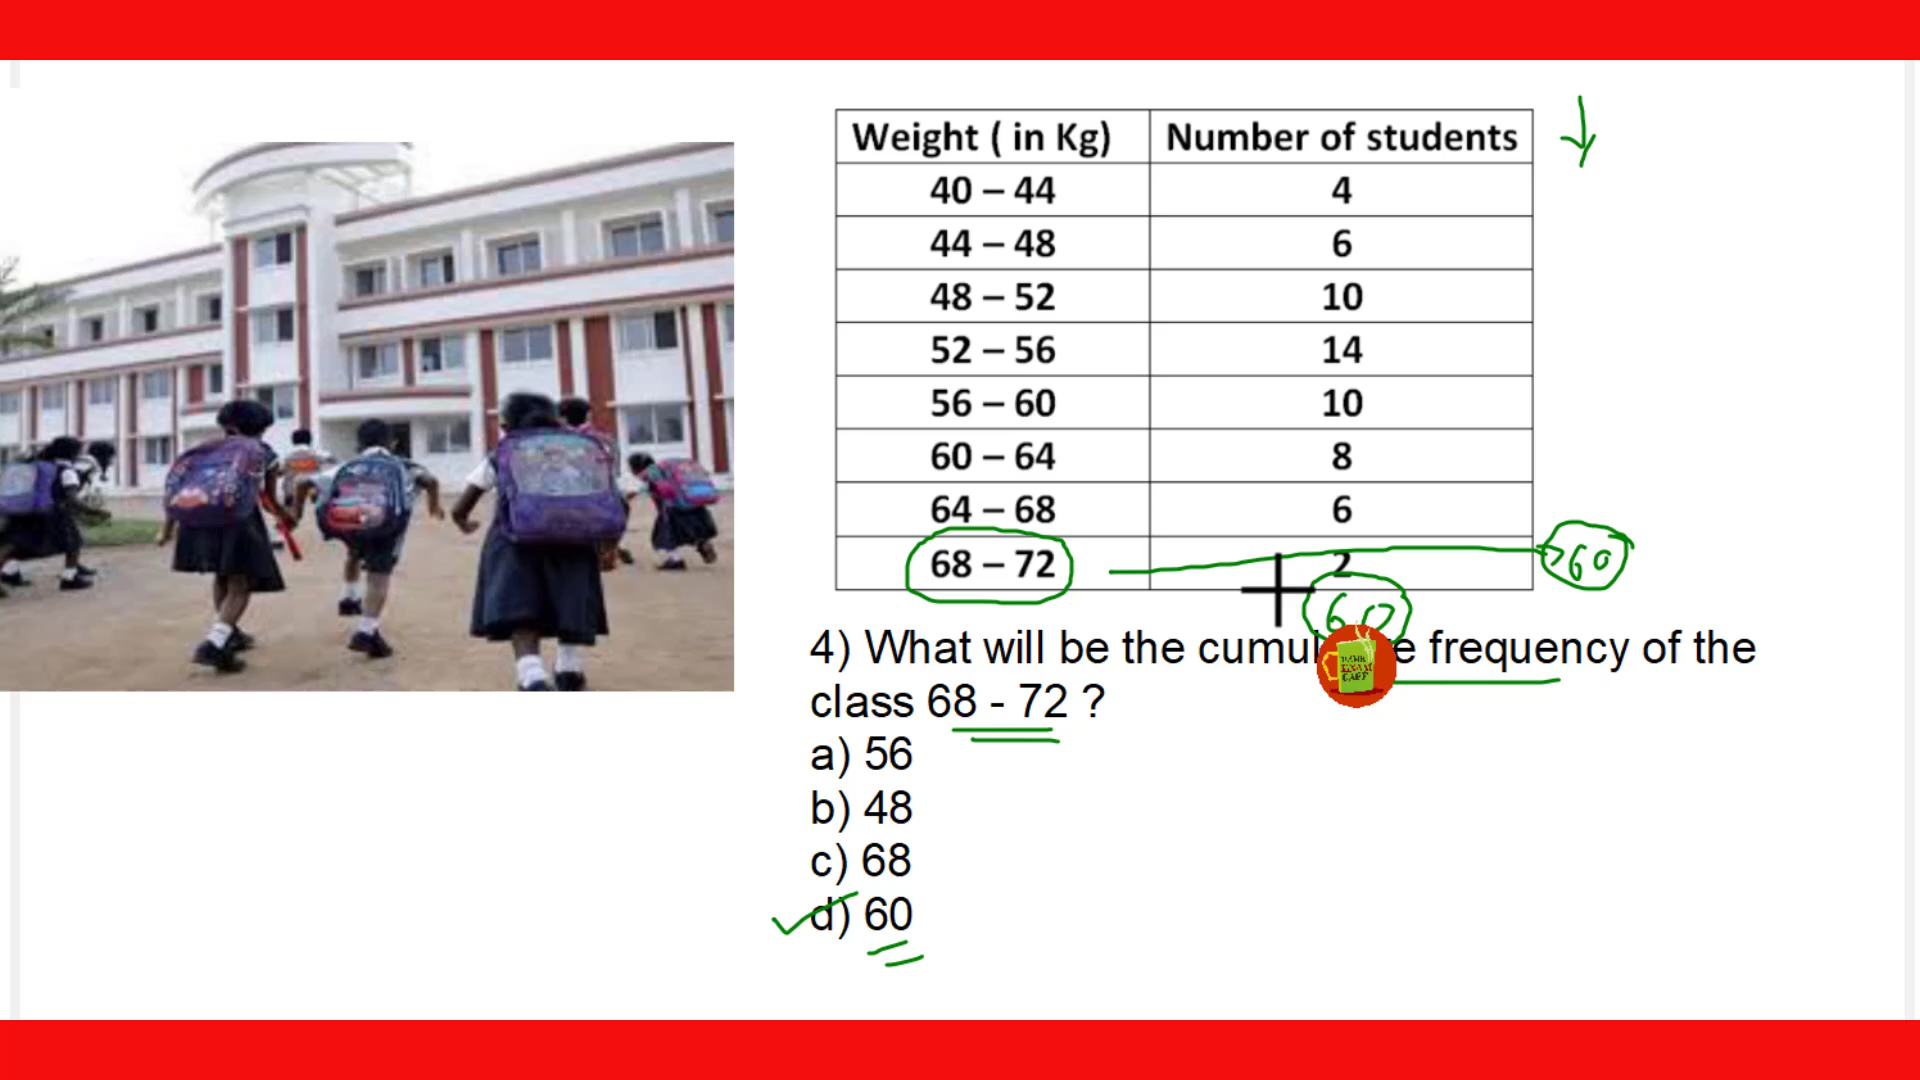 Weight ( in Kg) Number of students
40 – 44 4
44 – 48 6
48 – 52 10
52 – 56 14
56 – 60 10
60 – 64 8
64 – 68 6
68 – 72 2
60
60
4) What will be the cumul e frequency of the
class 68 - 72 ?
a) 56
b) 48
c) 68
d) 60